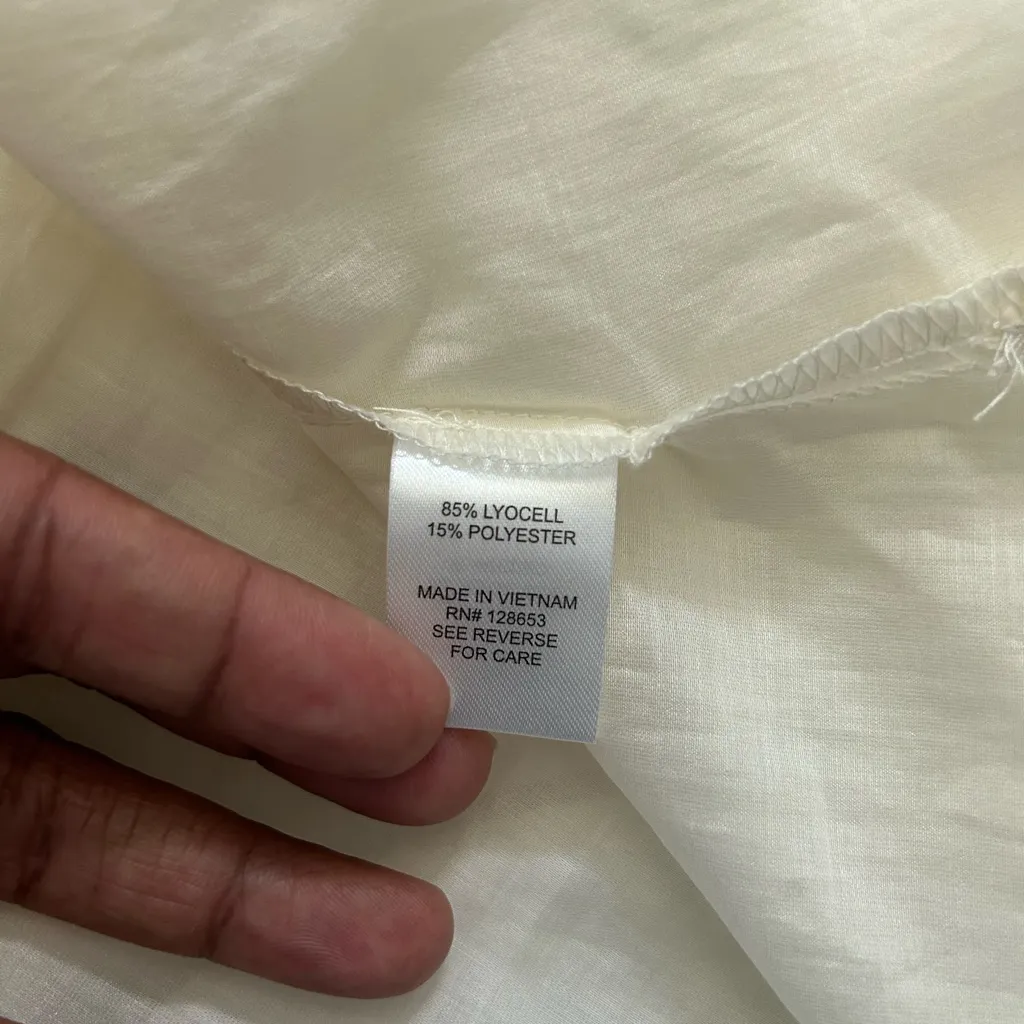 85% LYOCELL
15% POLYESTER
MADE IN VIETNAM
RN# 128653
SEE REVERSE
FOR CARE